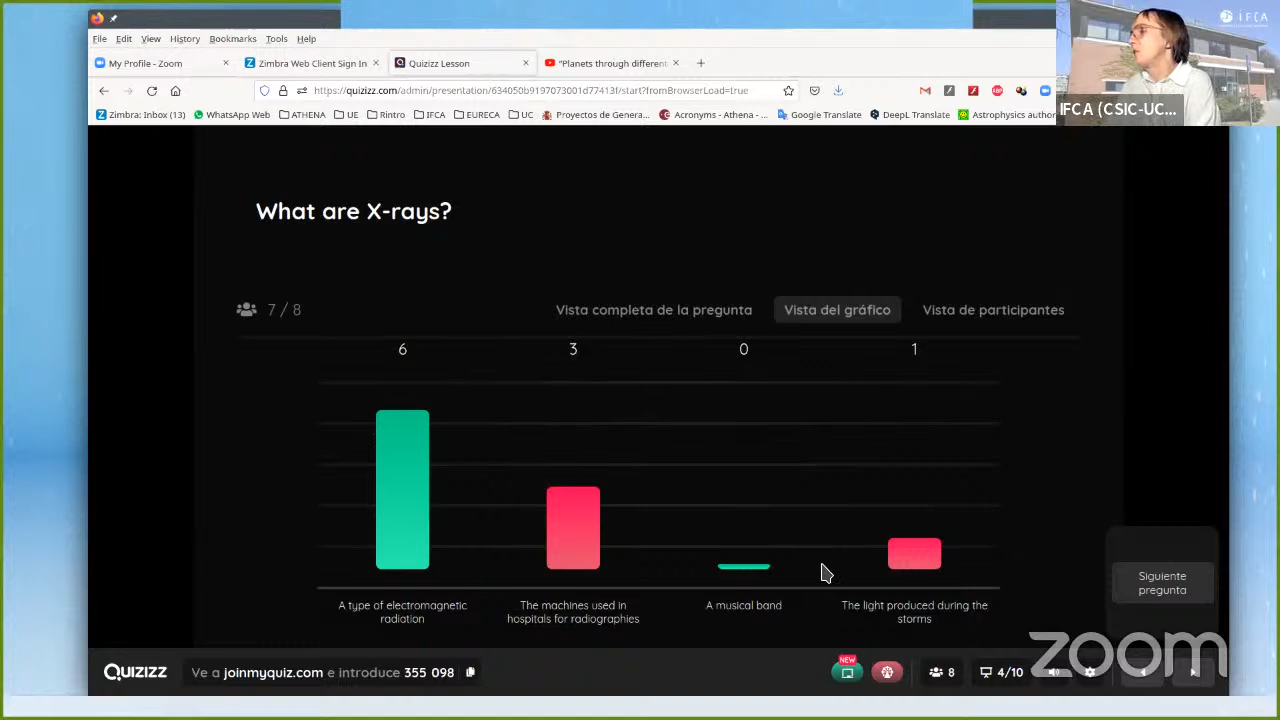 File Edit View History Bookmarks Tools Help
My Profile - Zoom
Zimbra Web Client Sign In
Quizizz Lesson
"Planets through different
https://quizizz.com/admin/presentation/634050b9197073001d77413f/start?fromBrowserLoad=true
Zimbra: Inbox (13) WhatsApp Web ATHENA UE Rintro IFCA EURECA UC Proyectos de Genera... Acronyms - Athena - ... Google Translate DeepL Translate Astrophysics author
IFCA
IFCA (CSIC-UC...
What are X-rays?
7 / 8
Vista completa de la pregunta Vista del gráfico Vista de participantes
6 3 0 1
A type of electromagnetic
radiation
The machines used in
hospitals for radiographies
A musical band
The light produced during the
storms
Siguiente
pregunta
zoom
QUIZIZZ
Ve a joinmyquiz.com e introduce 355 098
NEW
8
4/10